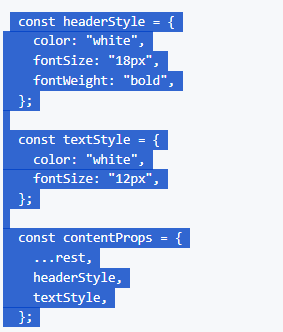 const headerStyle = {
  color: "white",
  fontSize: "18px",
  fontWeight: "bold",
};

const textStyle = {
  color: "white",
  fontSize: "12px",
};

const contentProps = {
  ...rest,
  headerStyle,
  textStyle,
};